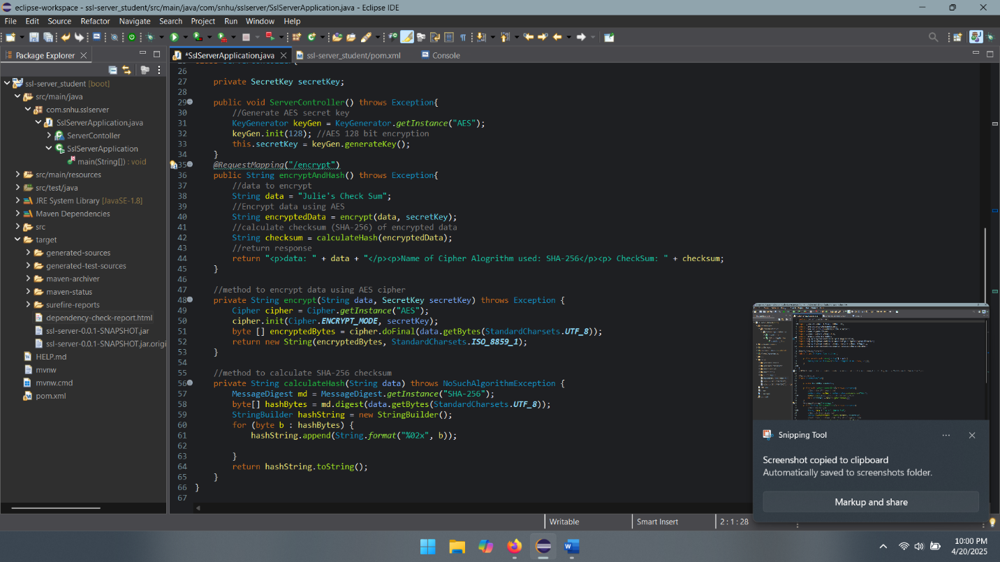 eclipse-workspace - ssl-server_student/src/main/java/com/snhu/sslserver/SslServerApplication.java - Eclipse IDE
File Edit Source Refactor Navigate Search Project Run Window Help
Package Explorer
*SslServerApplication.java
ssl-server_student/pom.xml
Console
ssl-server_student [boot]
src/main/java
com.snhu.sslserver
SslServerApplication.java
ServerContoller
SslServerApplication
main(String[]) : void
src/main/resources
src/test/java
JRE System Library [JavaSE-1.8]
Maven Dependencies
src
target
generated-sources
generated-test-sources
maven-archiver
maven-status
surefire-reports
dependency-check-report.html
ssl-server-0.0.1-SNAPSHOT.jar
ssl-server-0.0.1-SNAPSHOT.jar.origi
HELP.md
mvnw
mvnw.cmd
pom.xml
26
27 private SecretKey secretKey;
28
29 public void ServerController() throws Exception{
30 //Generate AES secret key
31 KeyGenerator keyGen = KeyGenerator.getInstance("AES");
32 keyGen.init(128); //AES 128 bit encryption
33 this.secretKey = keyGen.generateKey();
34 }
35 @RequestMapping("/encrypt")
36 public String encryptAndHash() throws Exception{
37 //data to encrypt
38 String data = "Julie's Check Sum";
39 //Encrypt data using AES
40 String encryptedData = encrypt(data, secretKey);
41 //calculate checksum (SHA-256) of encrypted data
42 String checksum = calculateHash(encryptedData);
43 //return response
44 return "<p>data: " + data + "</p><p>Name of Cipher Alogrithm used: SHA-256</p><p> CheckSum: " + checksum;
45 }
46
47 //method to encrypt data using AES cipher
48 private String encrypt(String data, SecretKey secretKey) throws Exception {
49 Cipher cipher = Cipher.getInstance("AES");
50 cipher.init(Cipher.ENCRYPT_MODE, secretKey);
51 byte [] encryptedBytes = cipher.doFinal(data.getBytes(StandardCharsets.UTF_8));
52 return new String(encryptedBytes, StandardCharsets.ISO_8859_1);
53 }
54
55 //method to calculate SHA-256 checksum
56 private String calculateHash(String data) throws NoSuchAlgorithmException {
57 MessageDigest md = MessageDigest.getInstance("SHA-256");
58 byte[] hashBytes = md.digest(data.getBytes(StandardCharsets.UTF_8));
59 StringBuilder hashString = new StringBuilder();
60 for (byte b : hashBytes) {
61 hashString.append(String.format("%02x", b));
62
63 }
64 return hashString.toString();
65 }
66 }
67
Snipping Tool
Screenshot copied to clipboard
Automatically saved to screenshots folder.
Markup and share
Writable
Smart Insert
2 : 1 : 28
10:00 PM
4/20/2025